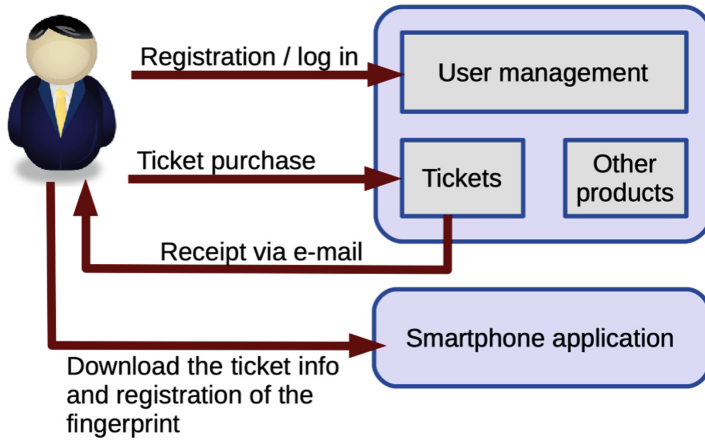 Registration / log in
User management
Ticket purchase
Tickets
Other
products
Receipt via e-mail
Smartphone application
Download the ticket info
and registration of the
fingerprint